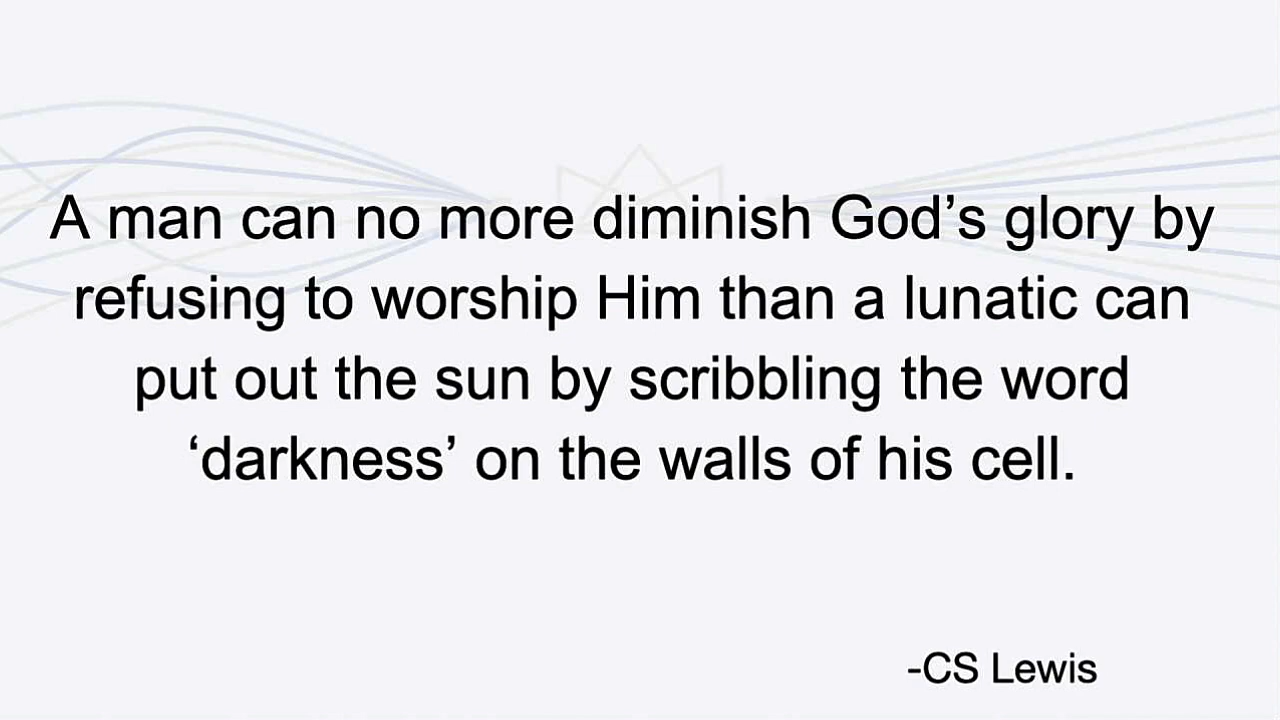 A man can no more diminish God’s glory by
refusing to worship Him than a lunatic can
put out the sun by scribbling the word
‘darkness’ on the walls of his cell.
-CS Lewis